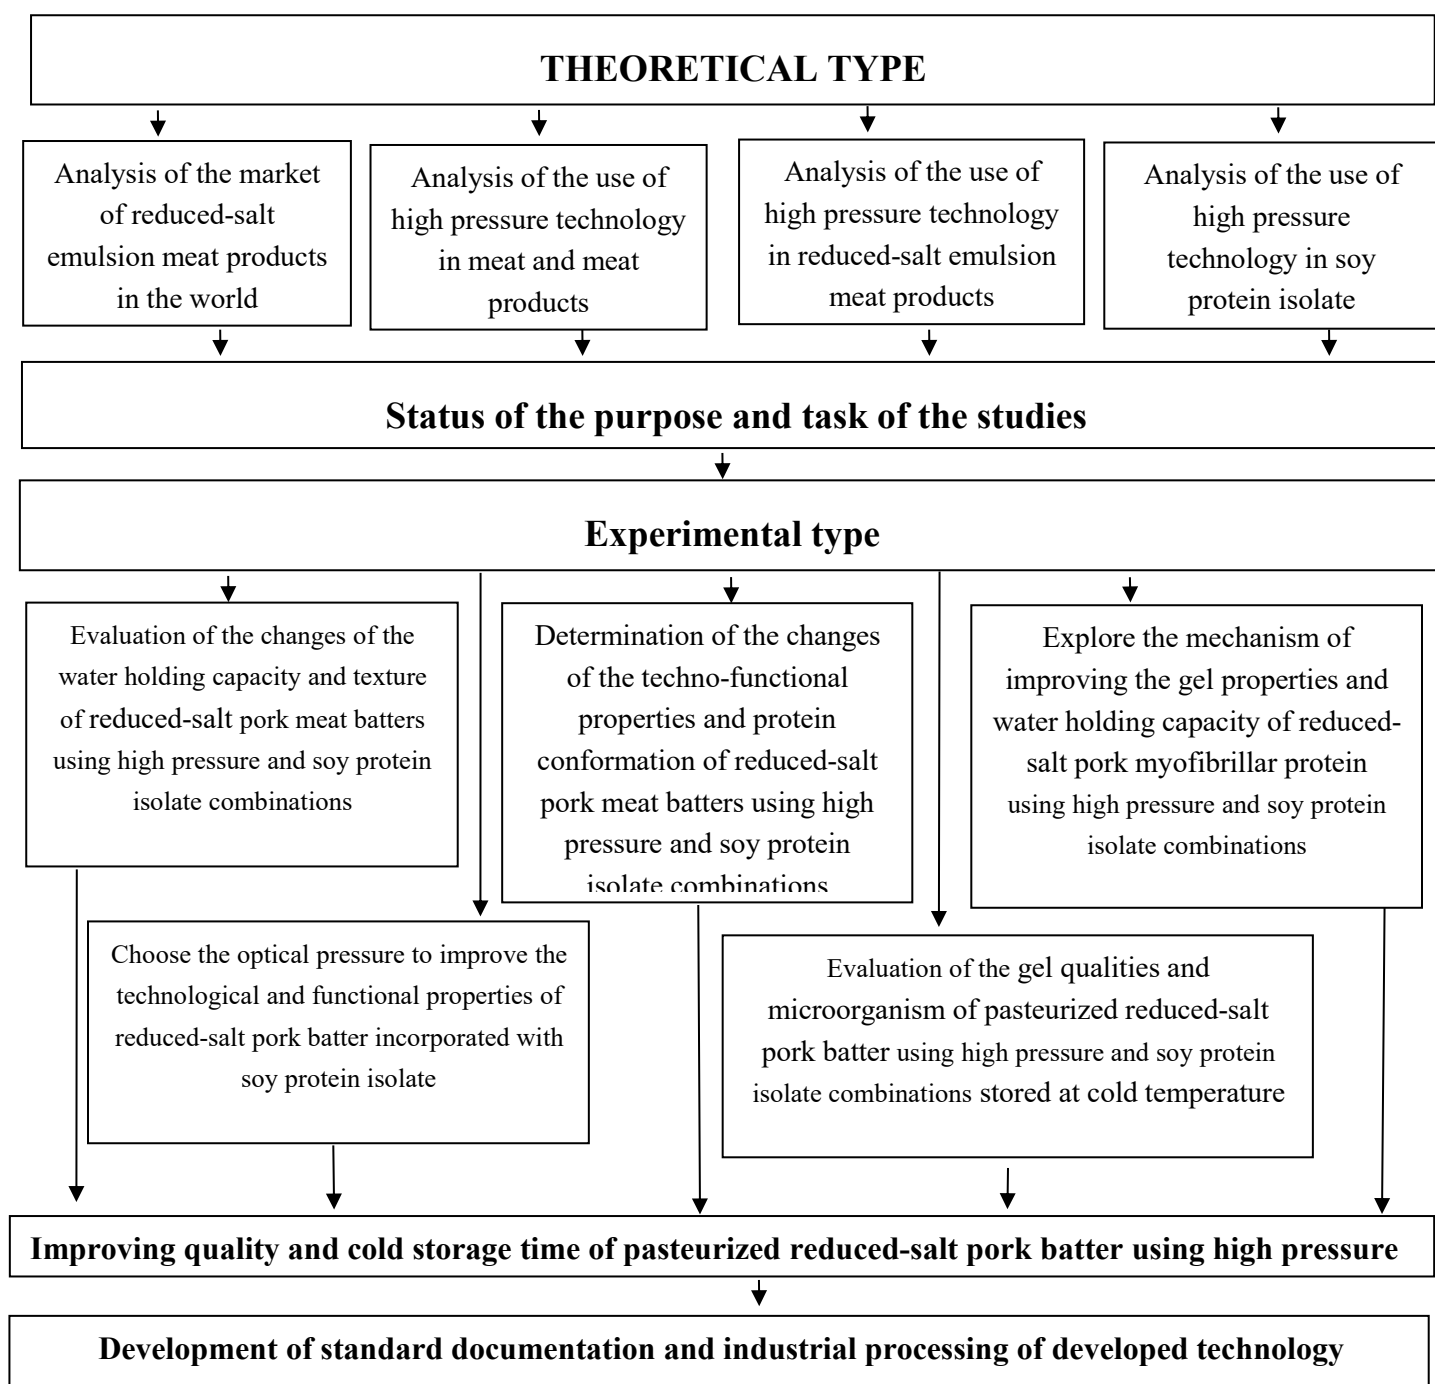 THEORETICAL TYPE
Analysis of the market
of reduced-salt
emulsion meat products
in the world
Analysis of the use of
high pressure technology
in meat and meat
products
Analysis of the use of
high pressure technology
in reduced-salt emulsion
meat products
Analysis of the use of
high pressure
technology in soy
protein isolate
Status of the purpose and task of the studies
Experimental type
Evaluation of the changes of the
water holding capacity and texture
of reduced-salt pork meat batters
using high pressure and soy protein
isolate combinations
Determination of the changes
of the techno-functional
properties and protein
conformation of reduced-salt
pork meat batters using high
pressure and soy protein
isolate combinations
Explore the mechanism of
improving the gel properties and
water holding capacity of reduced-
salt pork myofibrillar protein
using high pressure and soy protein
isolate combinations
Choose the optical pressure to improve the
technological and functional properties of
reduced-salt pork batter incorporated with
soy protein isolate
Evaluation of the gel qualities and
microorganism of pasteurized reduced-salt
pork batter using high pressure and soy protein
isolate combinations stored at cold temperature
Improving quality and cold storage time of pasteurized reduced-salt pork batter using high pressure
Development of standard documentation and industrial processing of developed technology